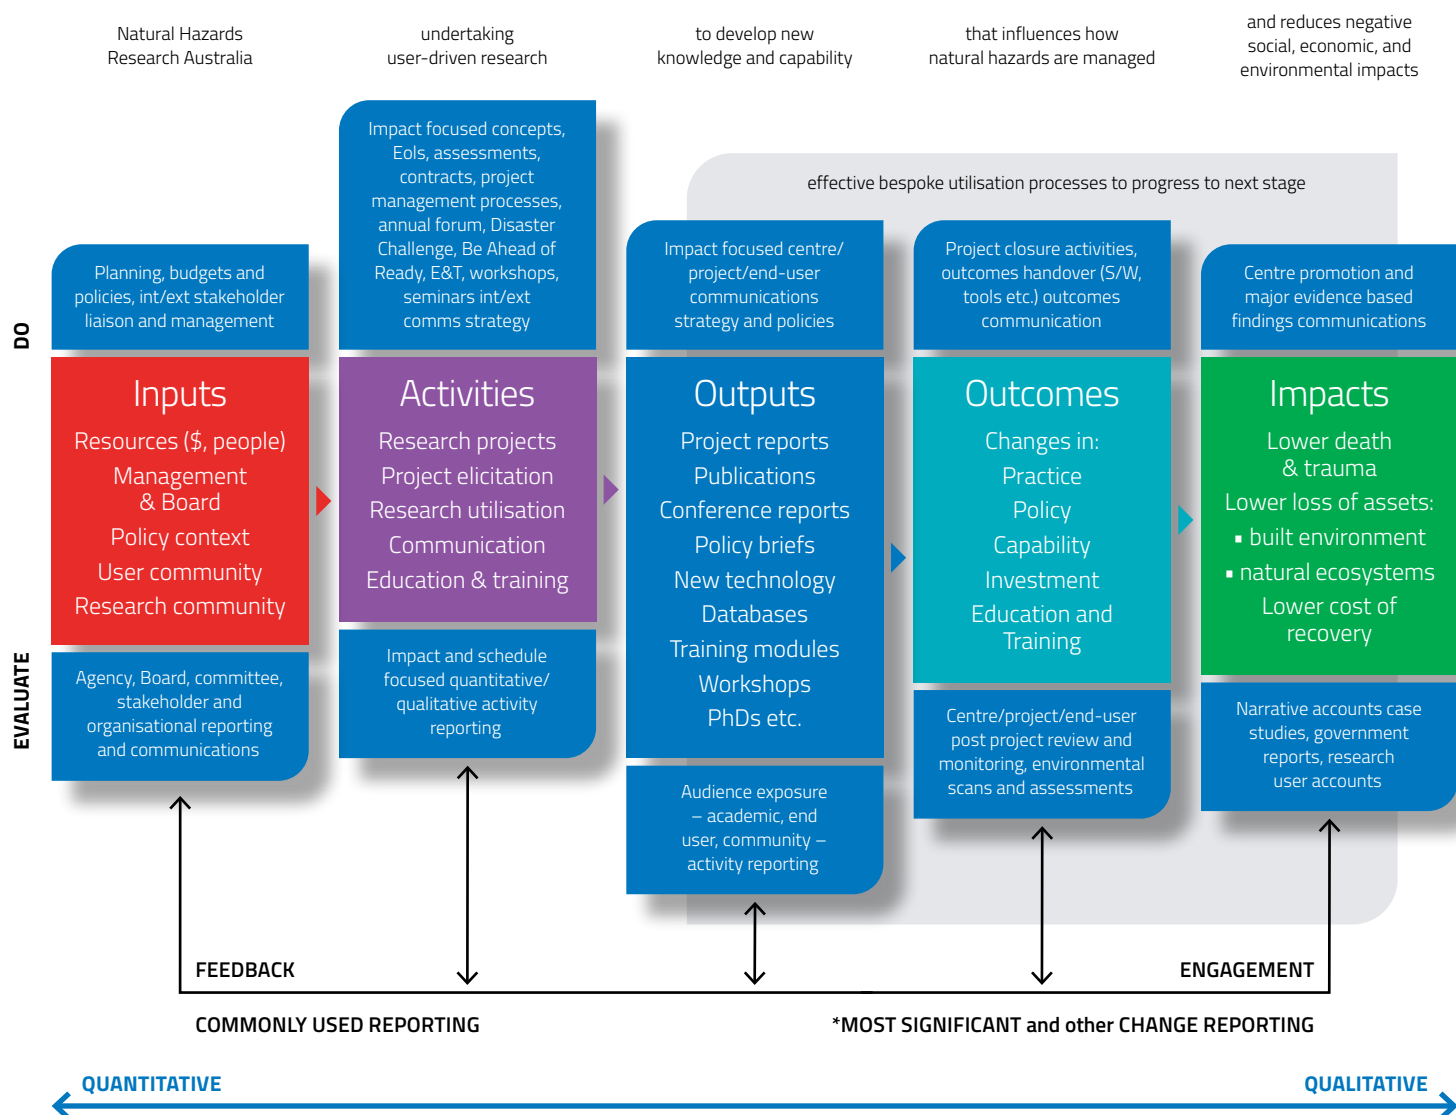 Natural Hazards
Research Australia
undertaking
user-driven research
to develop new
knowledge and capability
that influences how
natural hazards are managed
and reduces negative
social, economic, and
environmental impacts
effective bespoke utilisation processes to progress to next stage
DO
Planning, budgets and
policies, int/ext stakeholder
liaison and management
Impact focused concepts,
EoIs, assessments,
contracts, project
management processes,
annual forum, Disaster
Challenge, Be Ahead of
Ready, E&T, workshops,
seminars int/ext
comms strategy
Impact focused centre/
project/end-user
communications
strategy and policies
Project closure activities,
outcomes handover (S/W,
tools etc.) outcomes
communication
Centre promotion and
major evidence based
findings communications
Inputs
Resources ($, people)
Management
& Board
Policy context
User community
Research community
Activities
Research projects
Project elicitation
Research utilisation
Communication
Education & training
Outputs
Project reports
Publications
Conference reports
Policy briefs
New technology
Databases
Training modules
Workshops
PhDs etc.
Outcomes
Changes in:
Practice
Policy
Capability
Investment
Education and
Training
Impacts
Lower death
& trauma
Lower loss of assets:
▪ built environment
▪ natural ecosystems
Lower cost of
recovery
EVALUATE
Agency, Board, committee,
stakeholder and
organisational reporting
and communications
Impact and schedule
focused quantitative/
qualitative activity
reporting
Audience exposure
– academic, end
user, community –
activity reporting
Centre/project/end-user
post project review and
monitoring, environmental
scans and assessments
Narrative accounts case
studies, government
reports, research
user accounts
FEEDBACK
ENGAGEMENT
COMMONLY USED REPORTING
*MOST SIGNIFICANT and other CHANGE REPORTING
QUANTITATIVE
QUALITATIVE